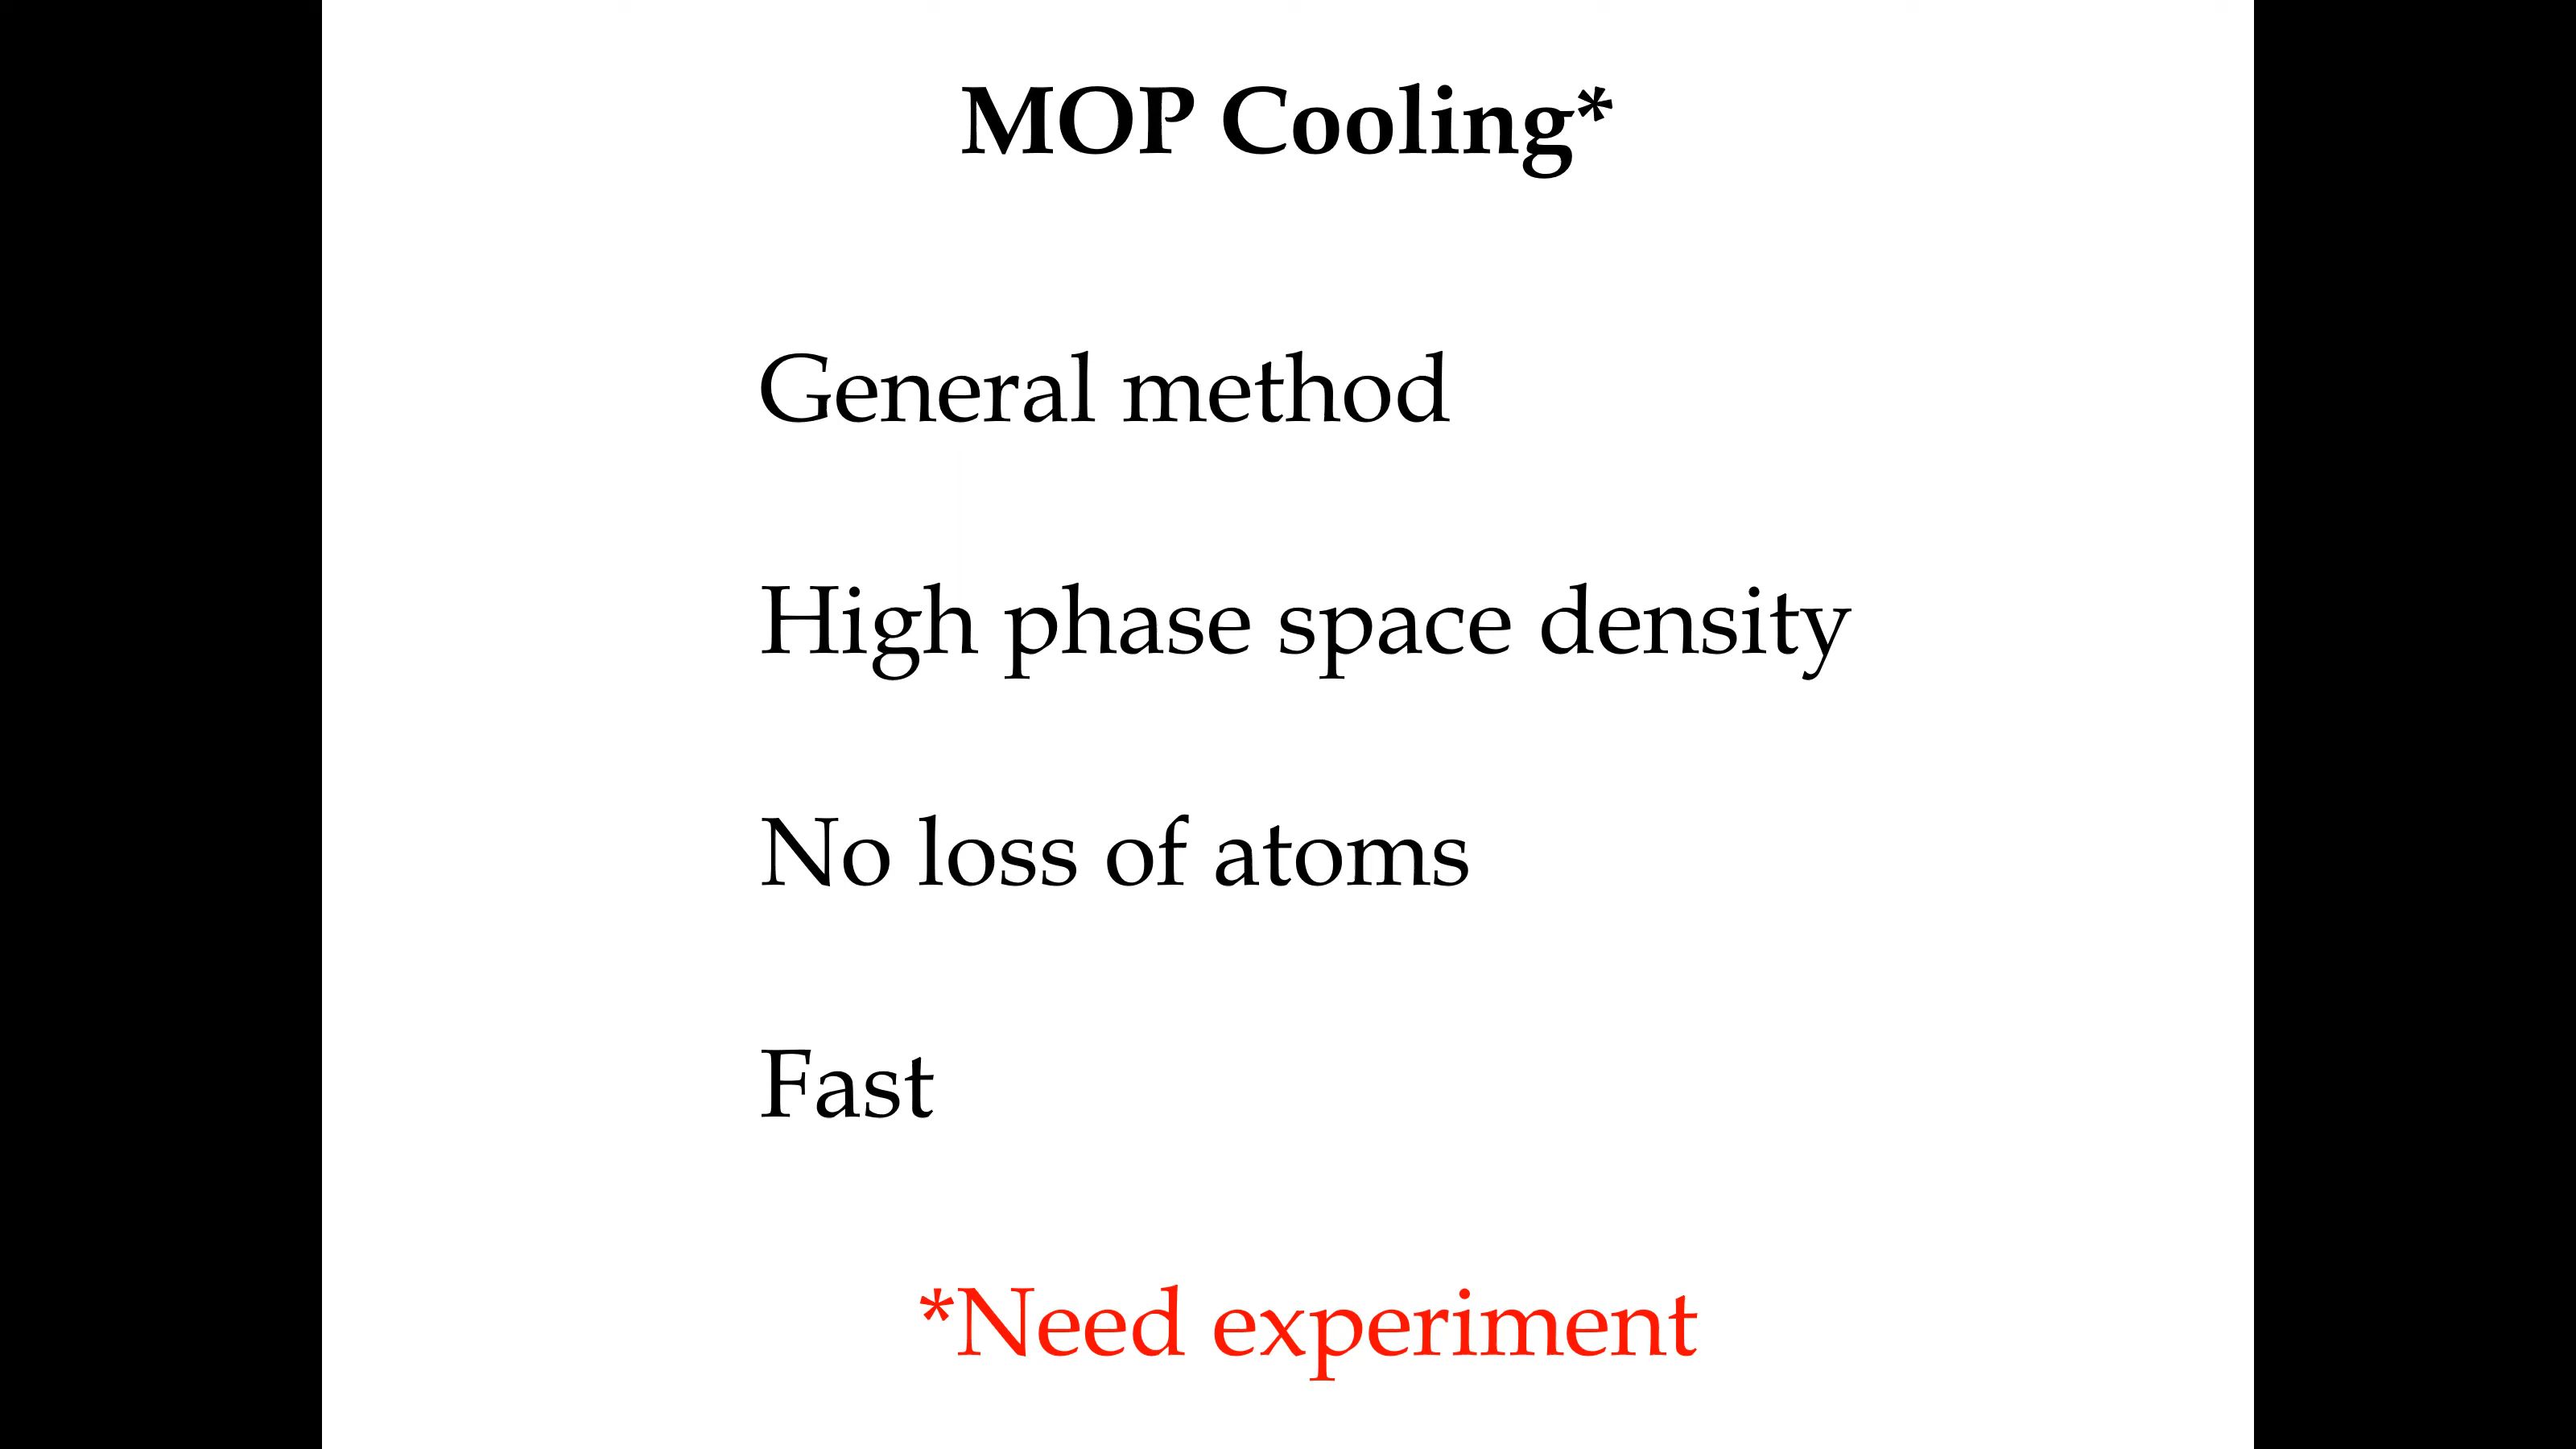 MOP Cooling*
General method
High phase space density
No loss of atoms
Fast
*Need experiment